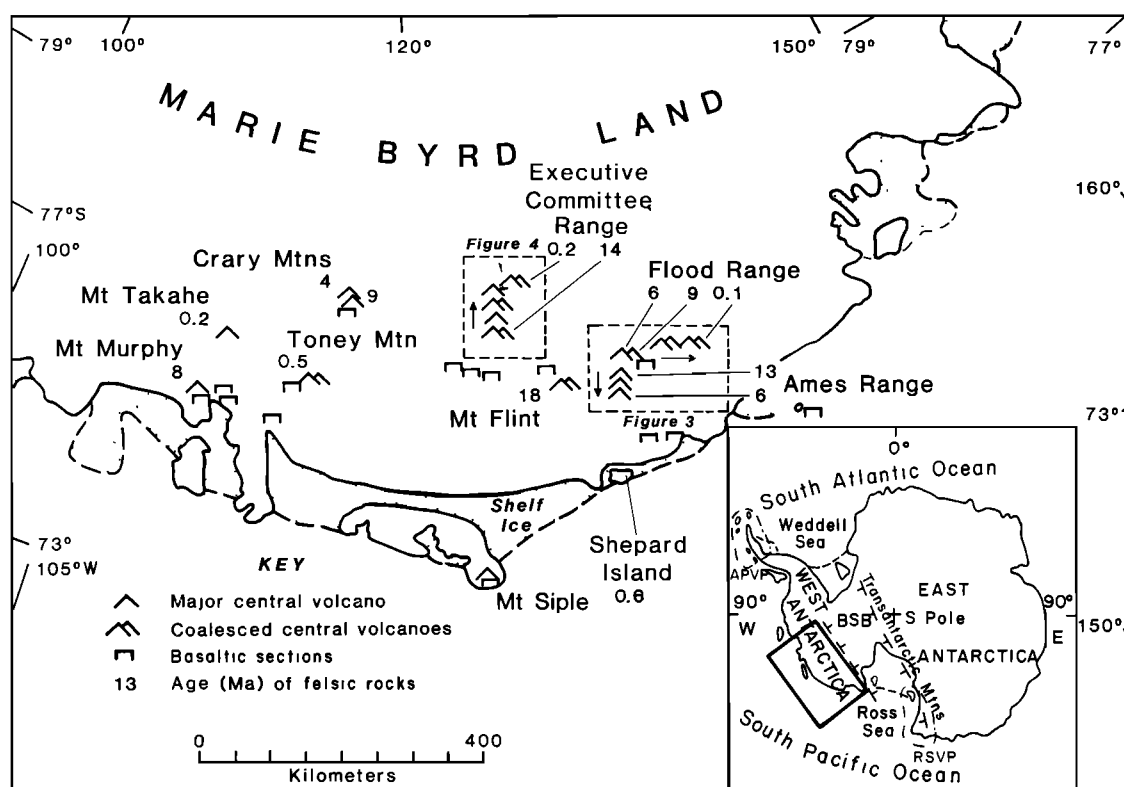 79° 100° 120° 150° 79° 77°
MARIE BYRD LAND
160°
77°S
100°
Executive
Committee
Range
Figure 4 0.2 14
Crary Mtns
4 9
Flood Range
6 9 0.1
Mt Takahe
0.2
Toney Mtn
0.5
Mt Murphy
8
18
Mt Flint
13
6
Ames Range
Figure 3
73°
Shelf
Ice
Shepard
Island
0.6
Mt Siple
73°
105°W
KEY
Major central volcano
Coalesced central volcanoes
Basaltic sections
13 Age (Ma) of felsic rocks
0 400
Kilometers
0°
South Atlantic Ocean
Weddell
Sea
APVP
WEST
ANTARCTICA
BSB
Transantarctic Mtns
EAST
ANTARCTICA
S Pole
90°
W
90°
E
150°
Ross
Sea
RSVP
South Pacific Ocean